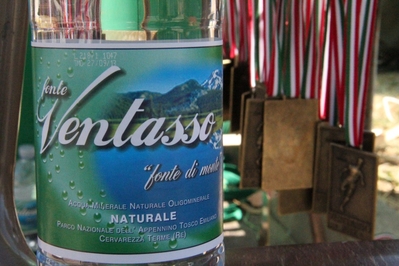 fonte
Ventasso
"fonte di monte
Acqua Minerale Naturale Oligominerale
NATURALE
Parco Nazionale dell'Appennino Tosco Emiliano
Cervarezza Terme (Re)